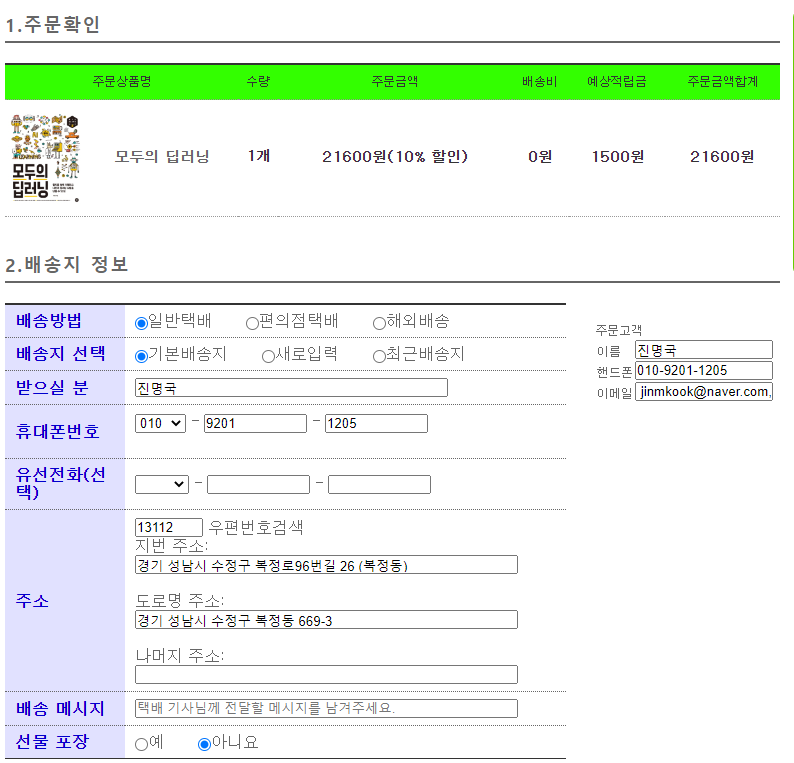 1.주문확인
주문상품명 수량 주문금액 배송비 예상적립금 주문금액합계
모두의 딥러닝
모두의 딥러닝 1개 21600원(10% 할인) 0원 1500원 21600원
2.배송지 정보
배송방법 일반택배 편의점택배 해외배송
배송지 선택 기본배송지 새로입력 최근배송지
받으실 분 진명국
휴대폰번호 010 - 9201 - 1205
유선전화(선
택) - -
주소
13112 우편번호검색
지번 주소:
경기 성남시 수정구 복정로96번길 26 (복정동)
도로명 주소:
경기 성남시 수정구 복정동 669-3
나머지 주소:
배송 메시지 택배 기사님께 전달할 메시지를 남겨주세요.
선물 포장 예 아니요
주문고객
이름 진명국
핸드폰 010-9201-1205
이메일 jinmkook@naver.com,